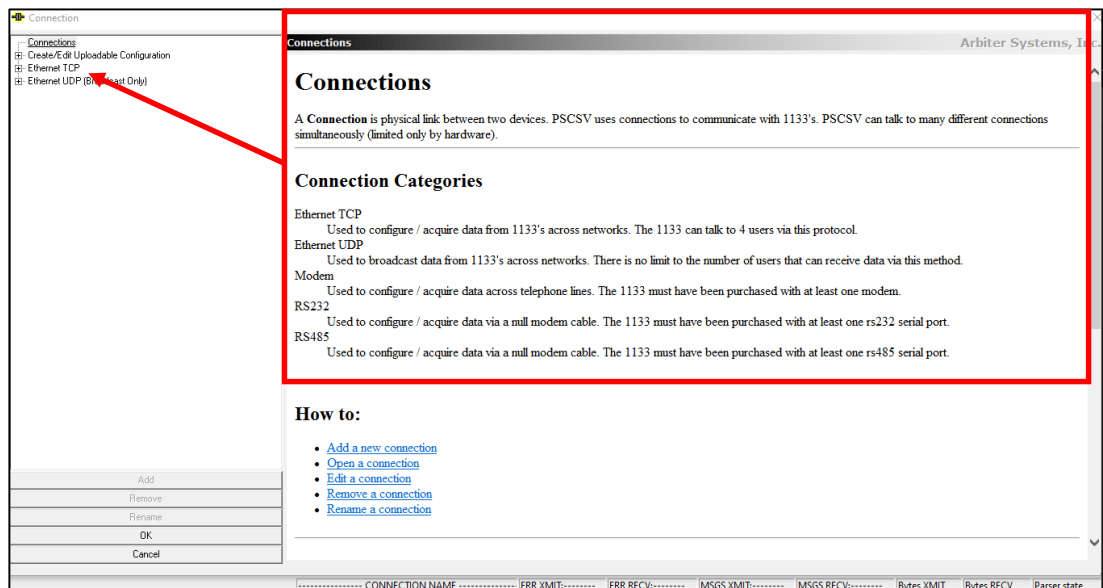 Connection
Connections
Create/Edit Uploadable Configuration
Ethernet TCP
Ethernet UDP (Broadcast Only)
Add
Remove
Rename
OK
Cancel
Connections Arbiter Systems, Inc.
Connections
A Connection is physical link between two devices. PSCSV uses connections to communicate with 1133's. PSCSV can talk to many different connections
simultaneously (limited only by hardware).
Connection Categories
Ethernet TCP
Used to configure / acquire data from 1133's across networks. The 1133 can talk to 4 users via this protocol.
Ethernet UDP
Used to broadcast data from 1133's across networks. There is no limit to the number of users that can receive data via this method.
Modem
Used to configure / acquire data across telephone lines. The 1133 must have been purchased with at least one modem.
RS232
Used to configure / acquire data via a null modem cable. The 1133 must have been purchased with at least one rs232 serial port.
RS485
Used to configure / acquire data via a null modem cable. The 1133 must have been purchased with at least one rs485 serial port.
How to:
Add a new connection
Open a connection
Edit a connection
Remove a connection
Rename a connection
---------------- CONNECTION NAME -------------- ERR XMIT:-------- ERR RECV:-------- MSGS XMIT:-------- MSGS RECV:-------- Bytes XMIT Bytes RECV Parser state